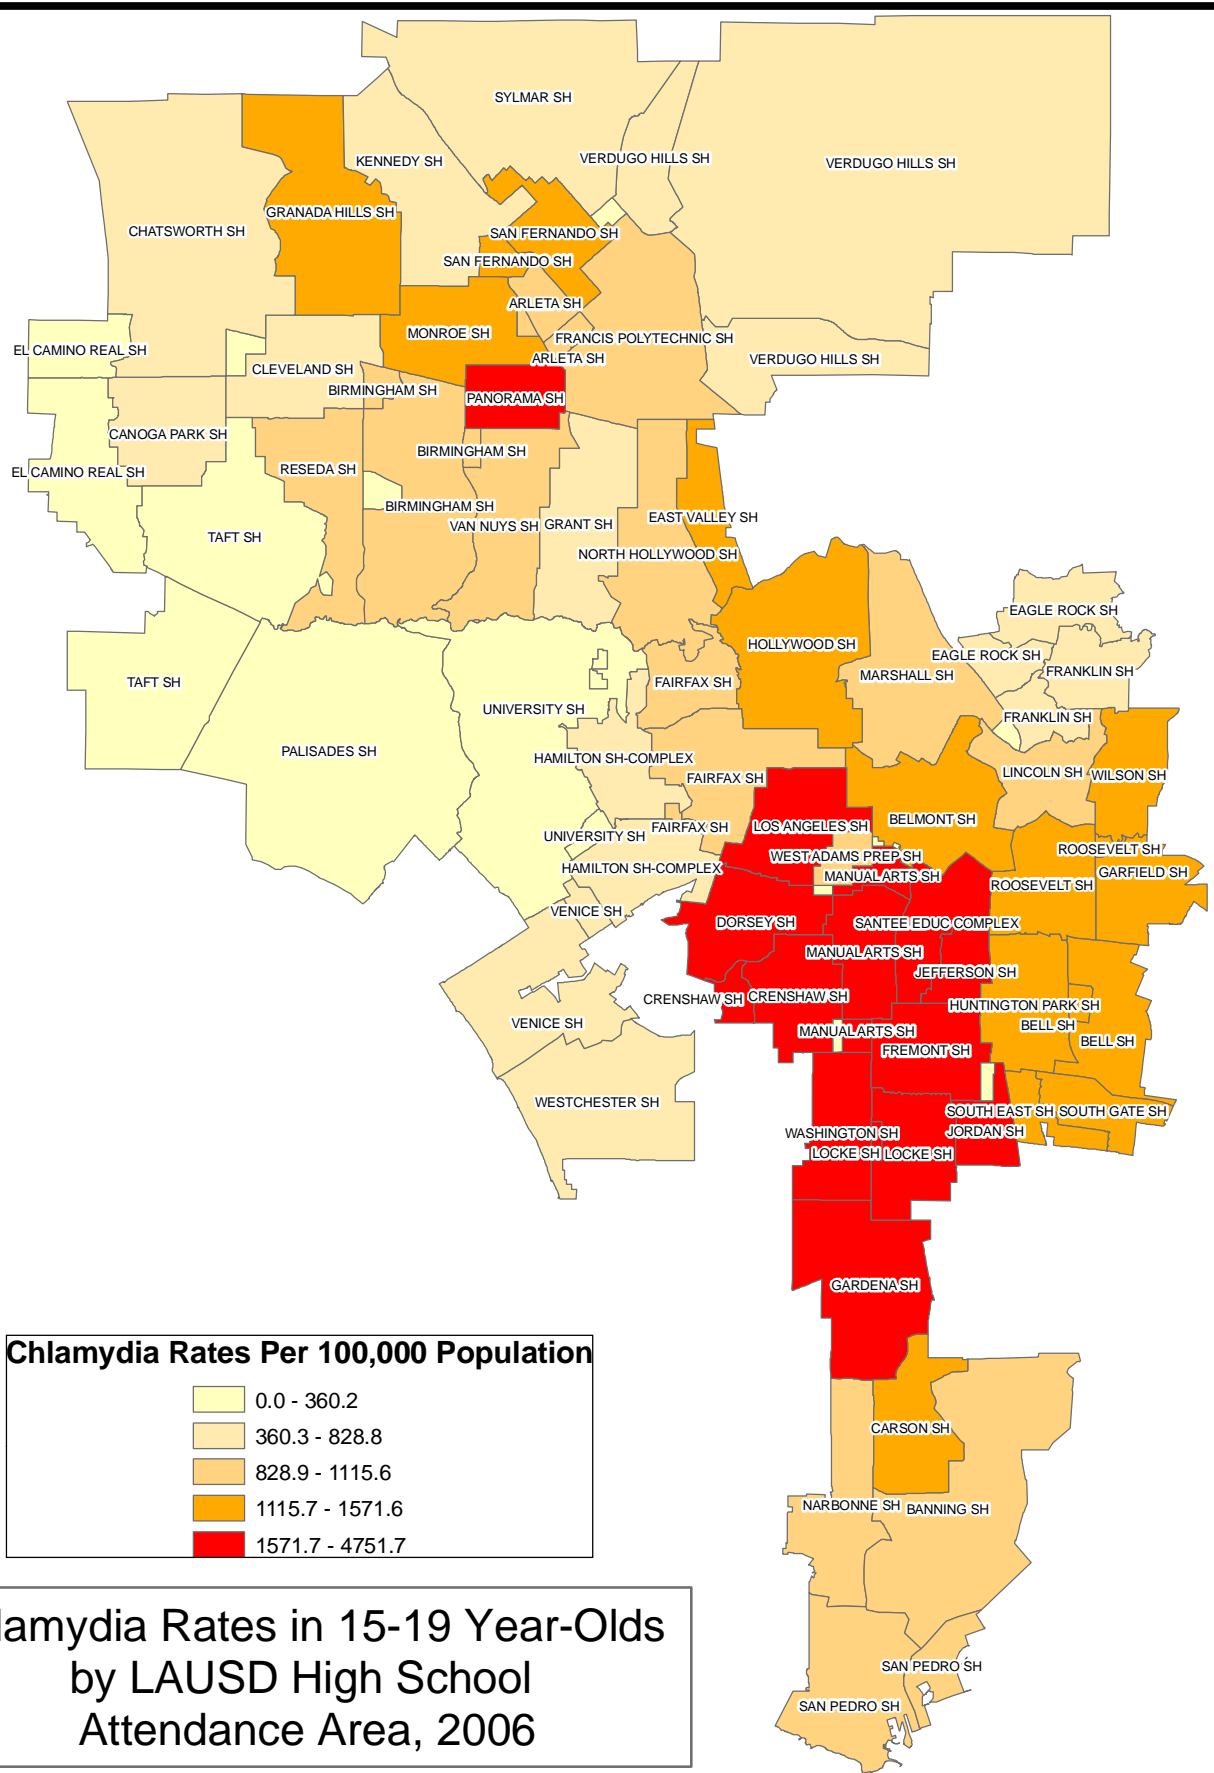 SYLMAR SH
VERDUGO HILLS SH
VERDUGO HILLS SH
KENNEDY SH
GRANADA HILLS SH
CHATSWORTH SH
SAN FERNANDO SH
SAN FERNANDO SH
ARLETA SH
MONROE SH
FRANCIS POLYTECHNIC SH
EL CAMINO REAL SH
ARLETA SH
VERDUGO HILLS SH
CLEVELAND SH
BIRMINGHAM SH
PANORAMA SH
CANOGA PARK SH
BIRMINGHAM SH
EL CAMINO REAL SH
RESEDA SH
BIRMINGHAM SH
EAST VALLEY SH
VAN NUYS SH
GRANT SH
TAFT SH
NORTH HOLLYWOOD SH
EAGLE ROCK SH
HOLLYWOOD SH
EAGLE ROCK SH
FRANKLIN SH
MARSHALL SH
TAFT SH
FAIRFAX SH
UNIVERSITY SH
FRANKLIN SH
PALISADES SH
HAMILTON SH-COMPLEX
FAIRFAX SH
LINCOLN SH
WILSON SH
BELMONT SH
LOS ANGELES SH
FAIRFAX SH
UNIVERSITY SH
ROOSEVELT SH
WEST ADAMS PREP SH
HAMILTON SH-COMPLEX
MANUAL ARTS SH
GARFIELD SH
ROOSEVELT SH
VENICE SH
DORSEY SH
SANTEE EDUC COMPLEX
MANUAL ARTS SH
JEFFERSON SH
CRENSHAW SH
CRENSHAW SH
HUNTINGTON PARK SH
VENICE SH
MANUAL ARTS SH
BELL SH
BELL SH
FREMONT SH
WESTCHESTER SH
SOUTH EAST SH
SOUTH GATE SH
WASHINGTON SH
JORDAN SH
LOCKE SH
LOCKE SH
GARDENA SH
Chlamydia Rates Per 100,000 Population
0.0 - 360.2
360.3 - 828.8
828.9 - 1115.6
1115.7 - 1571.6
1571.7 - 4751.7
CARSON SH
NARBONNE SH
BANNING SH
lamydia Rates in 15-19 Year-Olds
by LAUSD High School
Attendance Area, 2006
SAN PEDRO SH
SAN PEDRO SH